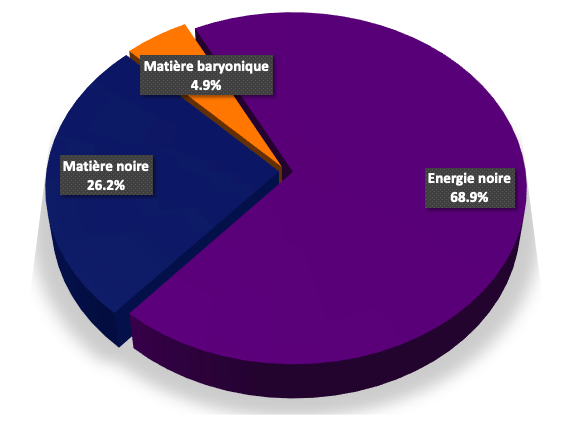 Matière baryonique
4.9%
Matière noire
26.2%
Energie noire
68.9%